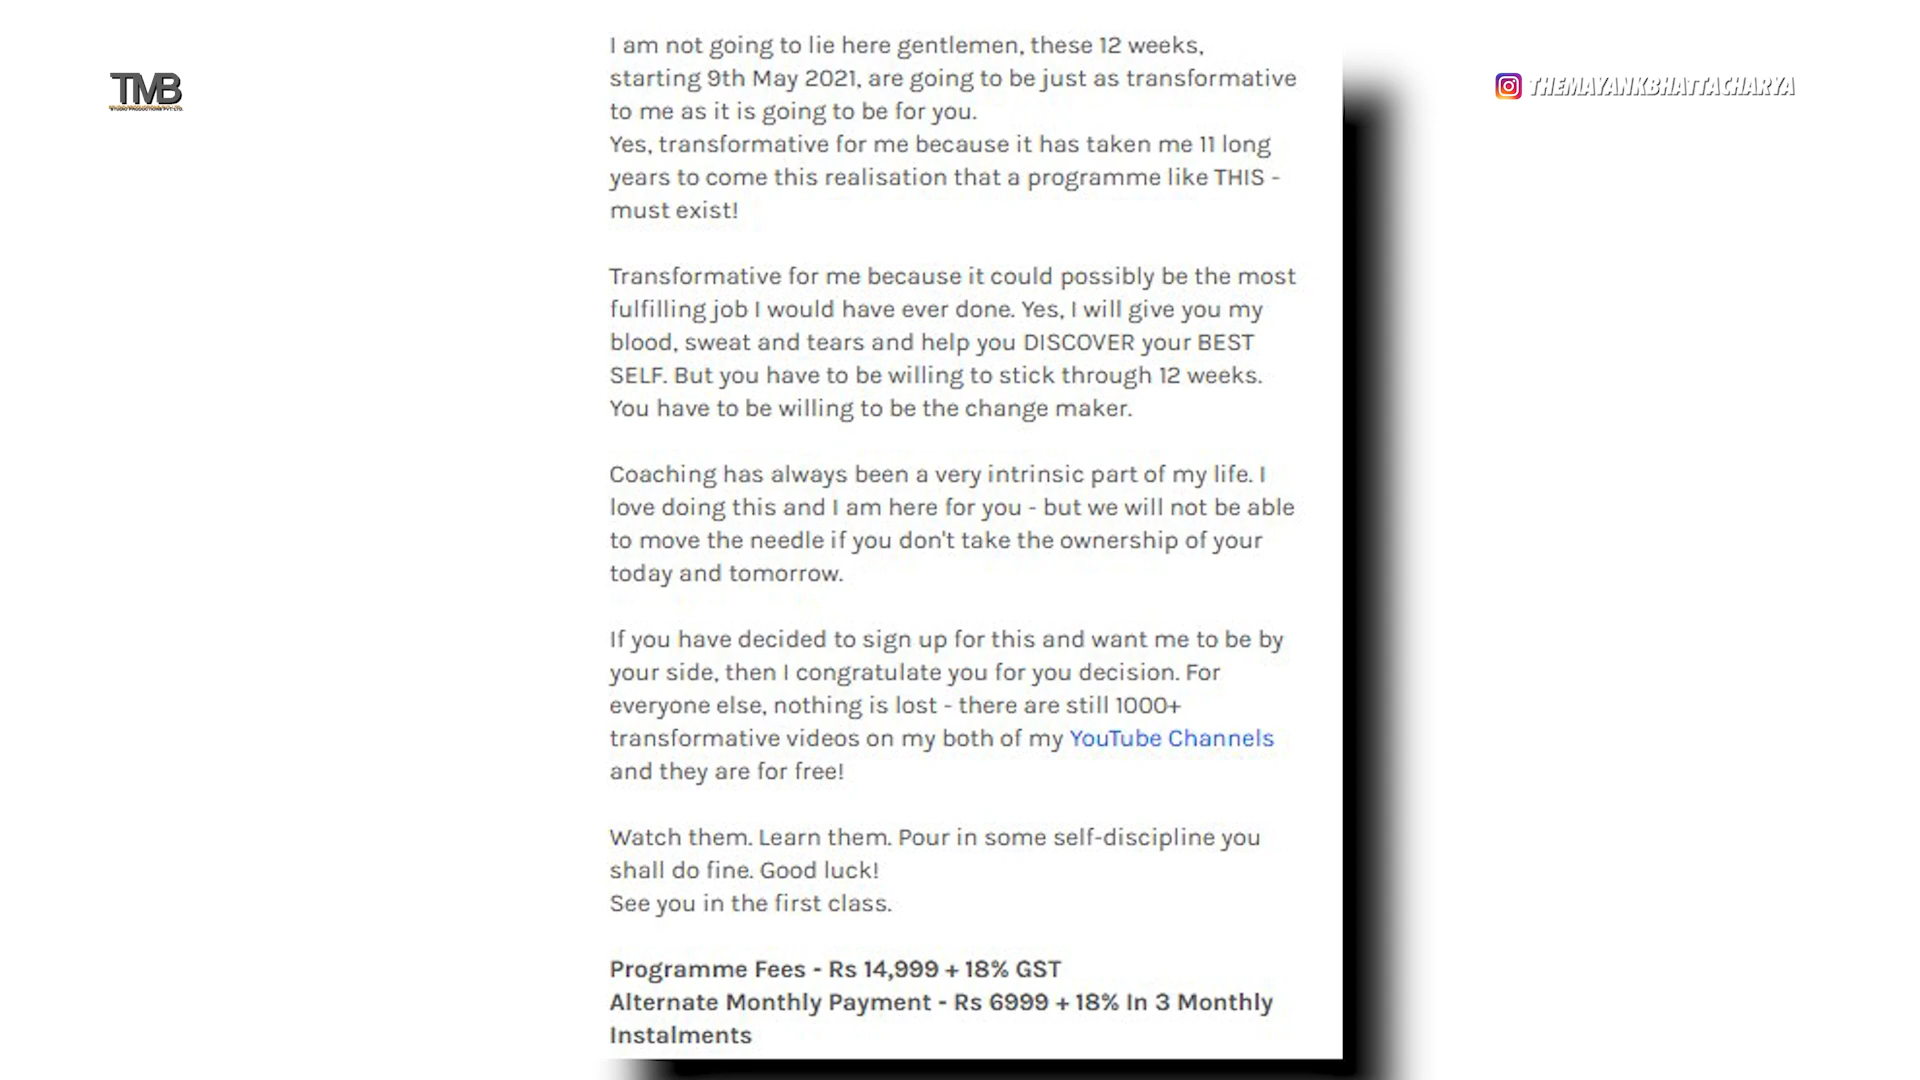 TMB
THEMAYANKBHATTACHARYA
I am not going to lie here gentlemen, these 12 weeks,
starting 9th May 2021, are going to be just as transformative
to me as it is going to be for you.
Yes, transformative for me because it has taken me 11 long
years to come this realisation that a programme like THIS -
must exist!
Transformative for me because it could possibly be the most
fulfilling job I would have ever done. Yes, I will give you my
blood, sweat and tears and help you DISCOVER your BEST
SELF. But you have to be willing to stick through 12 weeks.
You have to be willing to be the change maker.
Coaching has always been a very intrinsic part of my life. I
love doing this and I am here for you - but we will not be able
to move the needle if you don't take the ownership of your
today and tomorrow.
If you have decided to sign up for this and want me to be by
your side, then I congratulate you for you decision. For
everyone else, nothing is lost - there are still 1000+
transformative videos on my both of my YouTube Channels
and they are for free!
Watch them. Learn them. Pour in some self-discipline you
shall do fine. Good luck!
See you in the first class.
Programme Fees - Rs 14,999 + 18% GST
Alternate Monthly Payment - Rs 6999 + 18% In 3 Monthly
Instalments